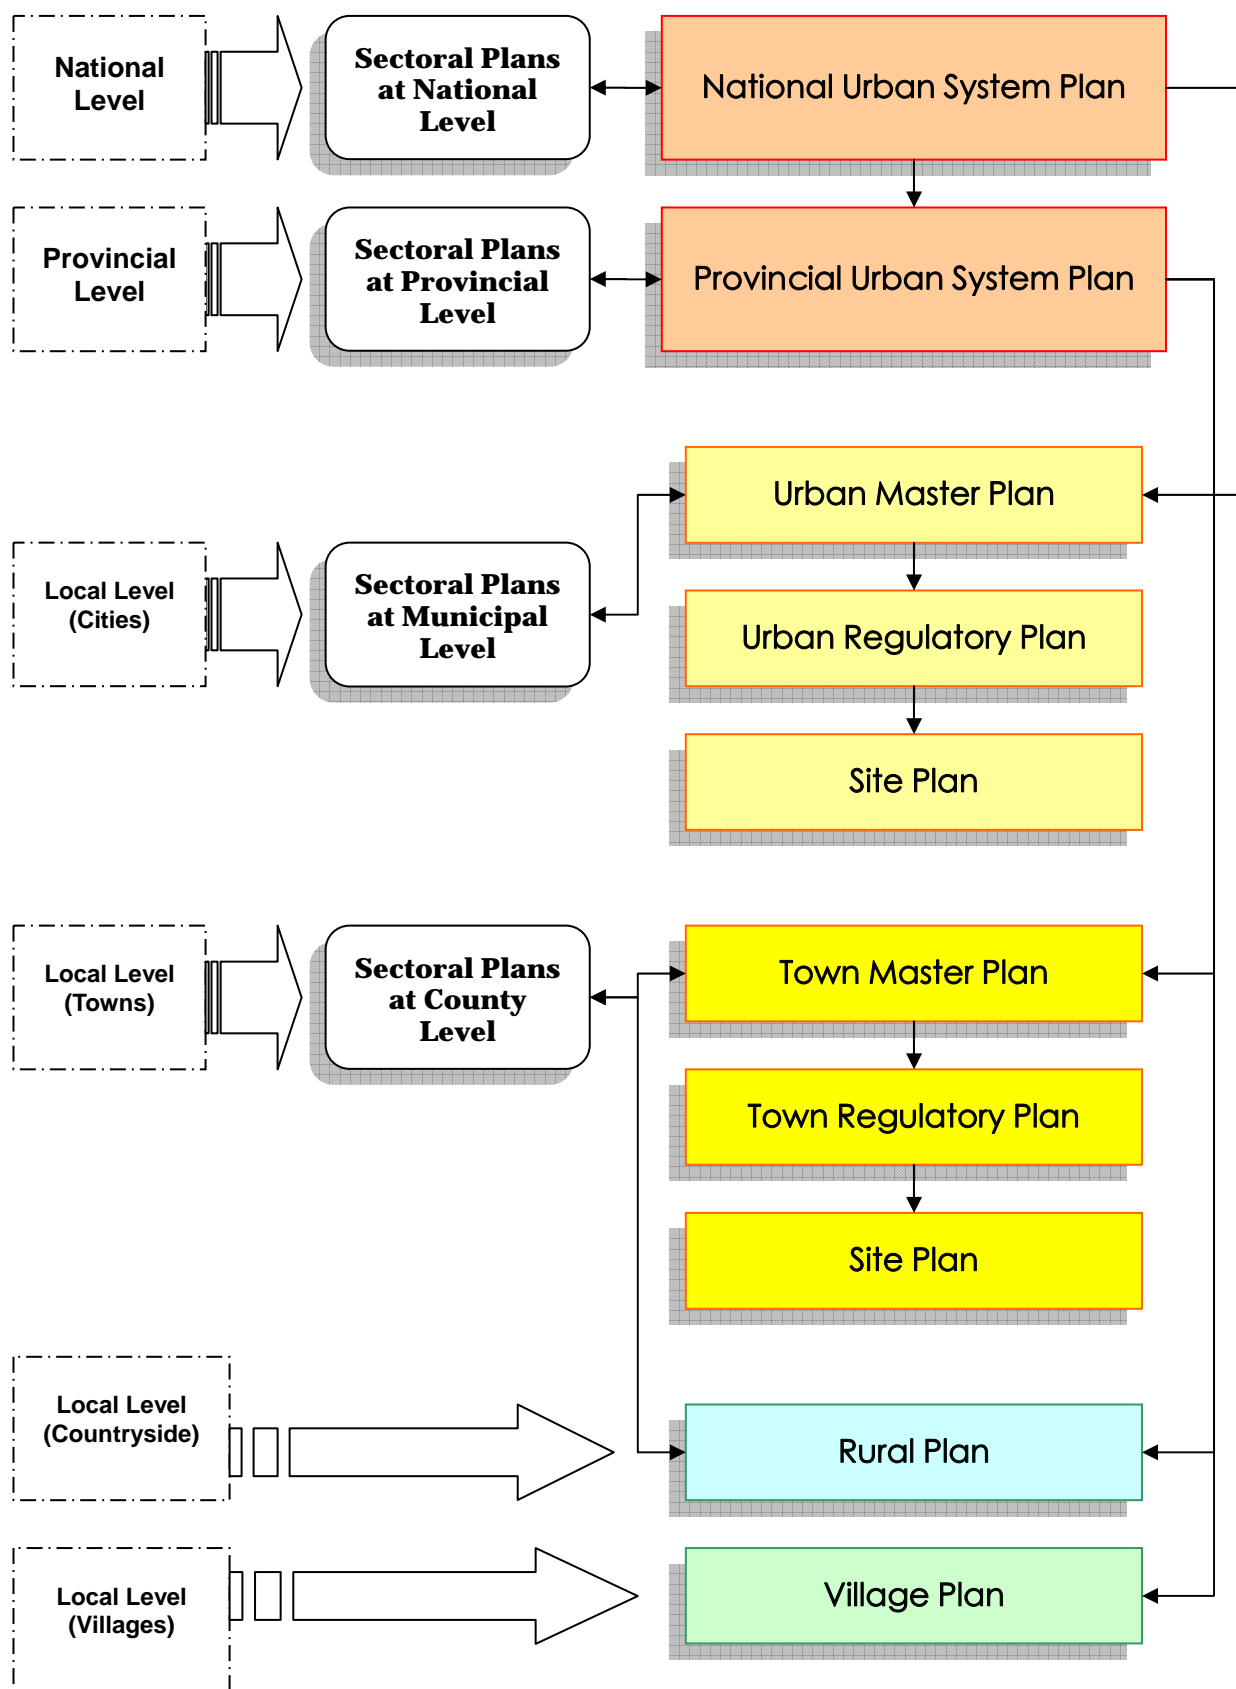 National
Level
Sectoral Plans
at National
Level
National Urban System Plan
Provincial
Level
Sectoral Plans
at Provincial
Level
Provincial Urban System Plan
Urban Master Plan
Local Level
(Cities)
Sectoral Plans
at Municipal
Level
Urban Regulatory Plan
Site Plan
Local Level
(Towns)
Sectoral Plans
at County
Level
Town Master Plan
Town Regulatory Plan
Site Plan
Local Level
(Countryside)
Rural Plan
Local Level
(Villages)
Village Plan